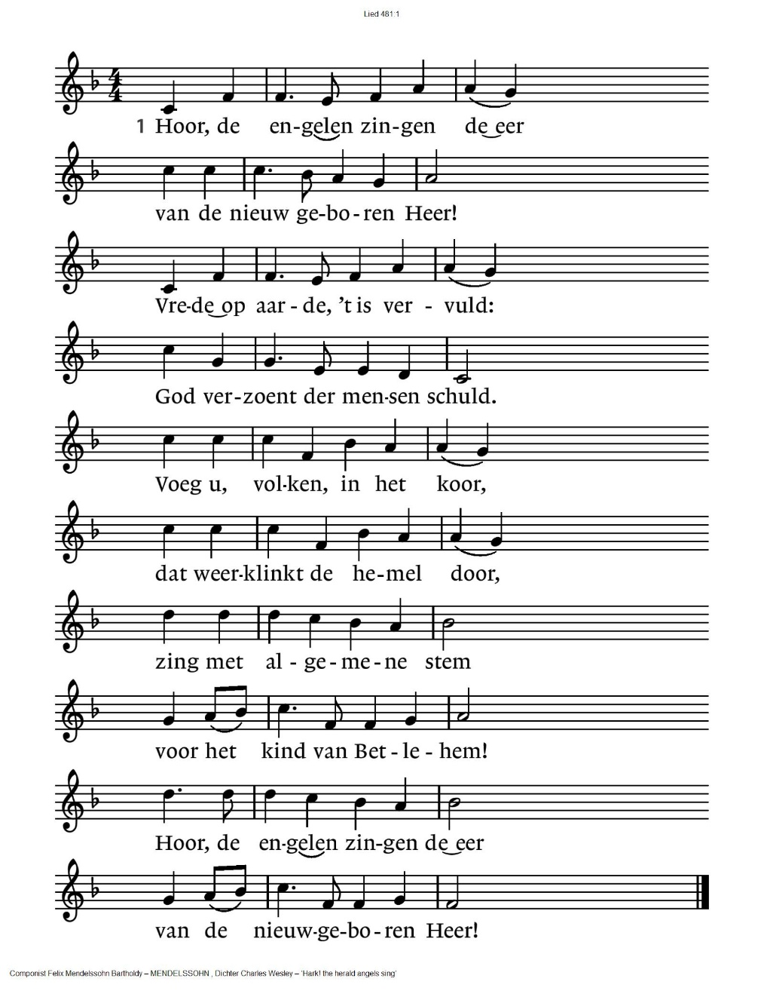 Lied 481:1
4
4
1 Hoor, de en-gelen zin-gen de eer
van de nieuw ge-bo-ren Heer!
Vre-de op aar-de, ’t is ver-vuld:
God ver-zoent der men-sen schuld.
Voeg u, vol-ken, in het koor,
dat weer-klinkt de he-mel door,
zing met al-ge-me-ne stem
voor het kind van Bet-le-hem!
Hoor, de en-gelen zin-gen de eer
van de nieuw-ge-bo-ren Heer!
Componist Felix Mendelssohn Bartholdy – MENDELSSOHN , Dichter Charles Wesley – 'Hark! the herald angels sing'